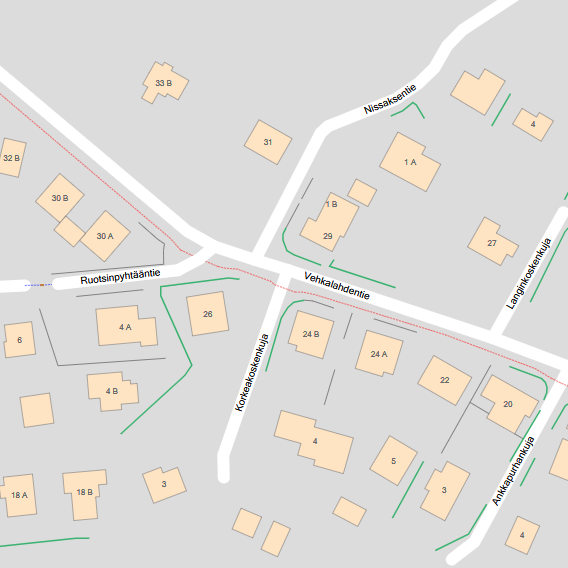 33 B
Nissaksentie
4
31
32 B
1 A
30 B
1 B
30 A
29
27
Langinkoskenkuja
Ruotsinpyhtääntie
Vehkalahdentie
26
4 A
6
24 B
24 A
Korkeakoskenkuja
22
4 B
20
4
5
Ankkapurhankuja
3
18 A
18 B
3
4